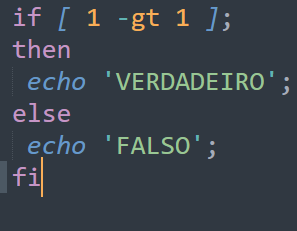 if [ 1 -gt 1 ];
then
echo 'VERDADEIRO';
else
echo 'FALSO';
fi